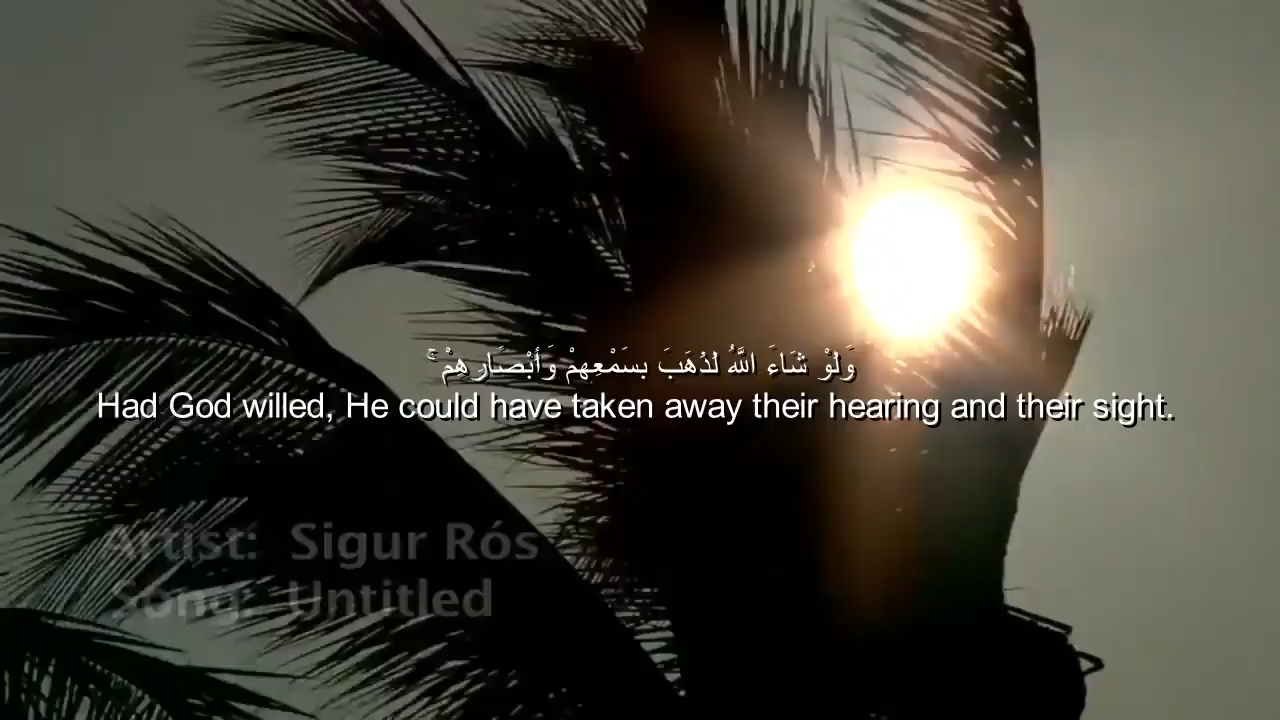 وَلَوْ شَاءَ اللَّهُ لَذَهَبَ بِسَمْعِهِمْ وَأَبْصَارِهِمْ ۚ
Had God willed, He could have taken away their hearing and their sight.
Artist: Sigur Rós
Song: Untitled